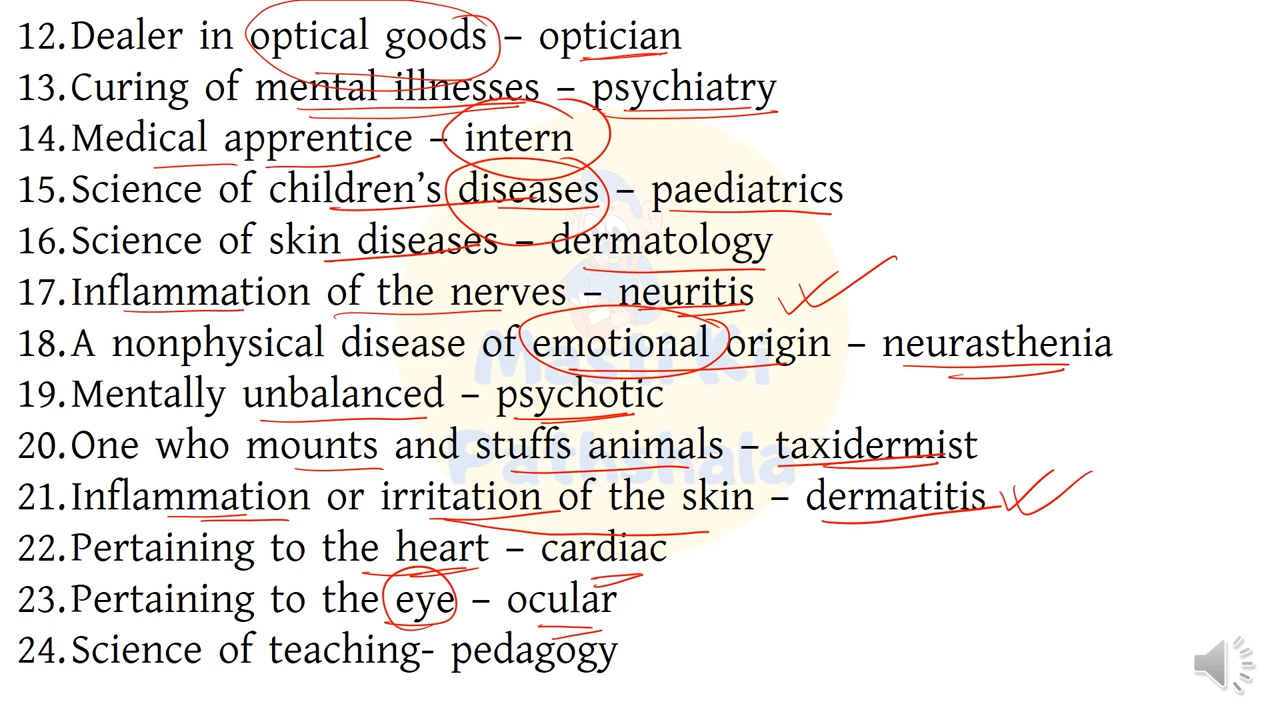 12.Dealer in optical goods – optician
13.Curing of mental illnesses – psychiatry
14.Medical apprentice – intern
15.Science of children’s diseases – paediatrics
16.Science of skin diseases – dermatology
17.Inflammation of the nerves – neuritis
18.A nonphysical disease of emotional origin – neurasthenia
19.Mentally unbalanced – psychotic
20.One who mounts and stuffs animals – taxidermist
21.Inflammation or irritation of the skin – dermatitis
22.Pertaining to the heart – cardiac
23.Pertaining to the eye – ocular
24.Science of teaching- pedagogy
Pathshala